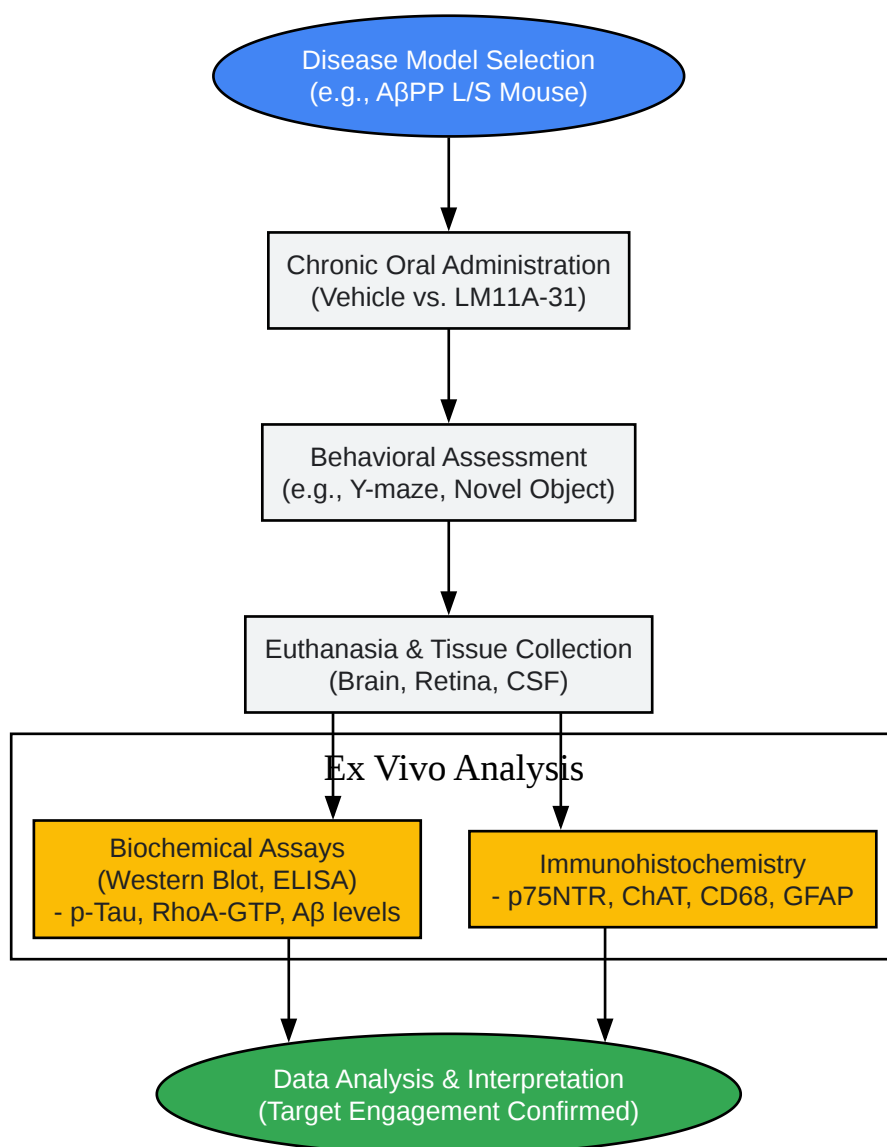 Disease Model Selection
(e.g., AβPP L/S Mouse)
Chronic Oral Administration
(Vehicle vs. LM11A-31)
Behavioral Assessment
(e.g., Y-maze, Novel Object)
Euthanasia & Tissue Collection
(Brain, Retina, CSF)
Ex Vivo Analysis
Biochemical Assays
(Western Blot, ELISA)
- p-Tau, RhoA-GTP, Aβ levels
Immunohistochemistry
- p75NTR, ChAT, CD68, GFAP
Data Analysis & Interpretation
(Target Engagement Confirmed)